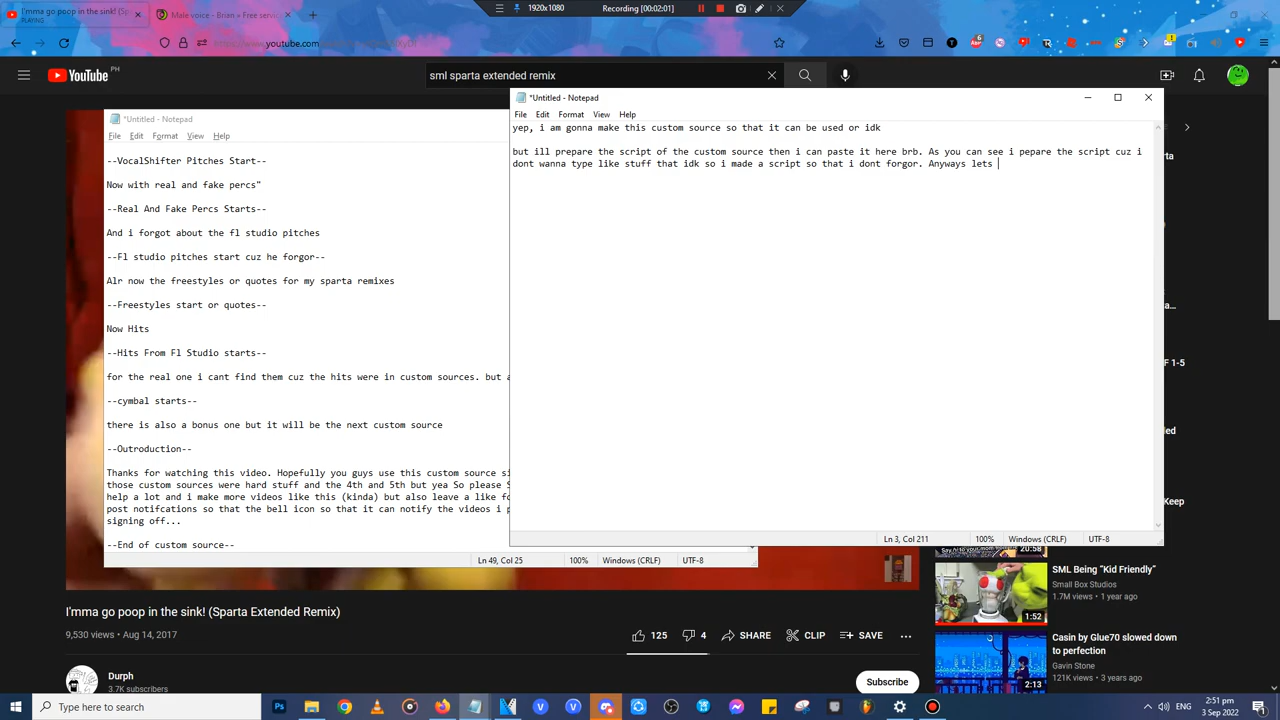 I'mma go poop in the sink! (Sparta E
PLAYING
Male voice - Brian » Free servic
1920x1080
Recording [00:02:01]
https://www.youtube.com
YouTube PH
sml sparta extended remix
*Untitled - Notepad
File Edit Format View Help
--VocalShifter Pitches Start--
Now with real and fake percs"
--Real And Fake Percs Starts--
And i forgot about the fl studio pitches
--Fl studio pitches start cuz he forgor--
Alr now the freestyles or quotes for my sparta remixes
--Freestyles start or quotes--
Now Hits
--Hits From Fl Studio starts--
for the real one i cant find them cuz the hits were in custom sources. but a
--cymbal starts--
there is also a bonus one but it will be the next custom source
--Outroduction--
Thanks for watching this video. Hopefully you guys use this custom source si
those custom sources were hard stuff and the 4th and 5th but yea So please S
help a lot and i make more videos like this (kinda) but also leave a like fo
post notifcations so that the bell icon so that it can notify the videos i p
signing off...
--End of custom source--
Ln 49, Col 25 100% Windows (CRLF) UTF-8
*Untitled - Notepad
File Edit Format View Help
yep, i am gonna make this custom source so that it can be used or idk
but ill prepare the script of the custom source then i can paste it here brb. As you can see i pepare the script cuz i
dont wanna type like stuff that idk so i made a script so that i dont forgor. Anyways lets
Ln 3, Col 211 100% Windows (CRLF) UTF-8
F 1-5
Keep
20:58
SML Being “Kid Friendly”
Small Box Studios
1.7M views • 1 year ago
1:52
Casin by Glue70 slowed down
to perfection
Gavin Stone
121K views • 3 years ago
2:13
I'mma go poop in the sink! (Sparta Extended Remix)
9,530 views • Aug 14, 2017
125 4 SHARE CLIP SAVE
Durph
3.7K subscribers
Subscribe
Type here to search
2:51 pm
3 Sep 2022